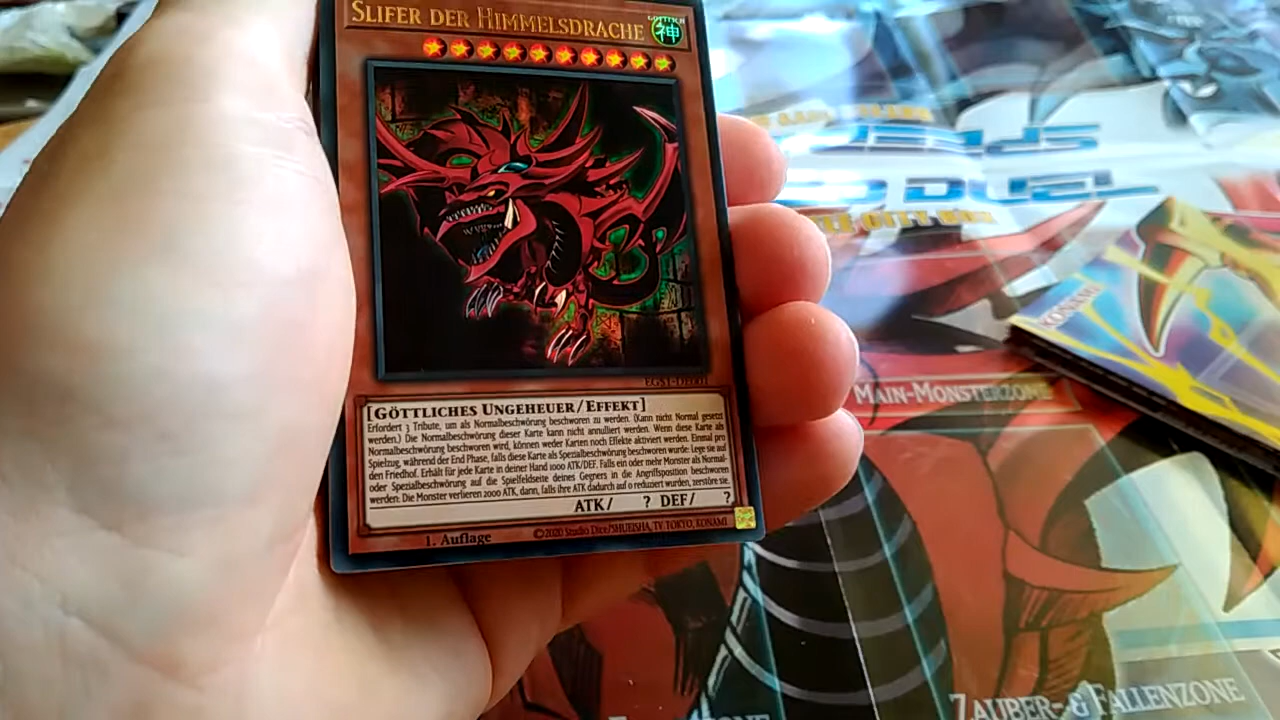 SLIFER DER HIMMELSDRACHE
GÖTTLICH
神
EGS1-DE001
[GÖTTLICHES UNGEHEUER/EFFEKT]
Erfordert 3 Tribute, um als Normalbeschwörung beschworen zu werden. (Kann nicht Normal gesetzt
werden.) Die Normalbeschwörung dieser Karte kann nicht annulliert werden. Wenn diese Karte als
Normalbeschwörung beschworen wird, können weder Karten noch Effekte aktiviert werden. Einmal pro
Spielzug, während der End Phase, falls diese Karte als Spezialbeschwörung beschworen wurde: Lege sie auf
den Friedhof. Erhält für jede Karte in deiner Hand 1000 ATK/DEF. Falls ein oder mehr Monster als Normal-
oder Spezialbeschwörung auf die Spielfeldseite deines Gegners in die Angriffsposition beschworen
werden: Die Monster verlieren 2000 ATK, dann, falls ihre ATK dadurch auf 0 reduziert wurden, zerstöre sie.
ATK/ ? DEF/ ?
1. Auflage
©2020 Studio Dice/SHUEISHA, TV TOKYO, KONAMI
DUEL
CITY BOX
KONAMI
MAIN-MONSTERZONE
ZAUBER- & FALLENZONE